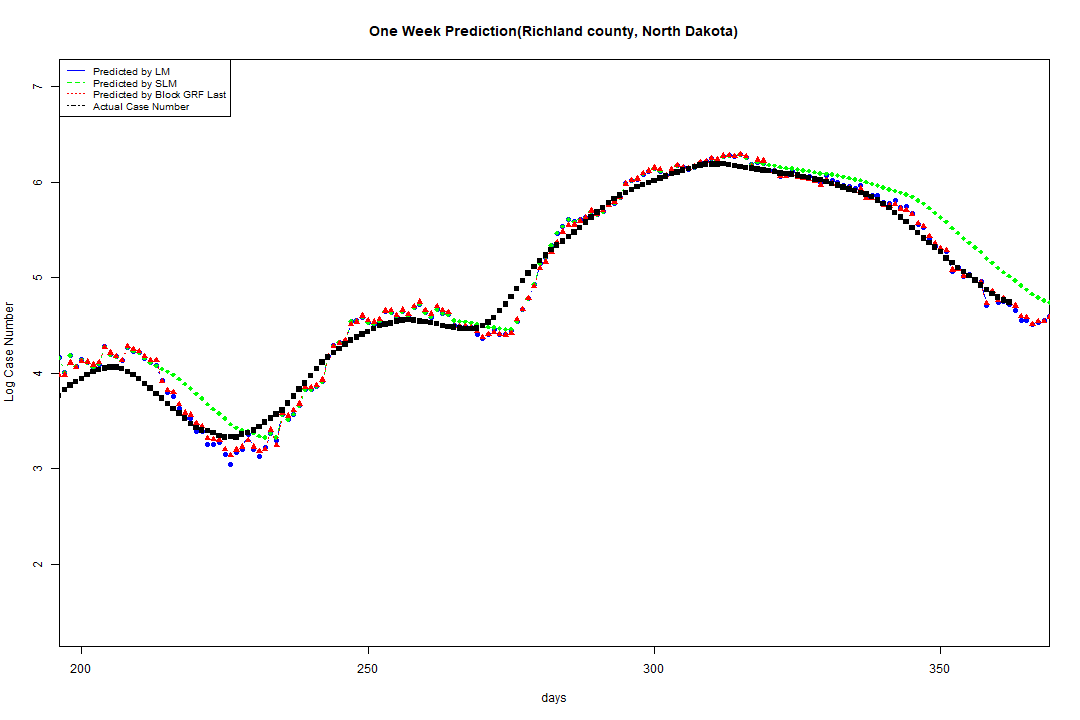 One Week Prediction(Richland county, North Dakota)
Predicted by LM
Predicted by SLM
Predicted by Block GRF Last
Actual Case Number
7
6
5
4
3
2
Log Case Number
200 250 300 350
days